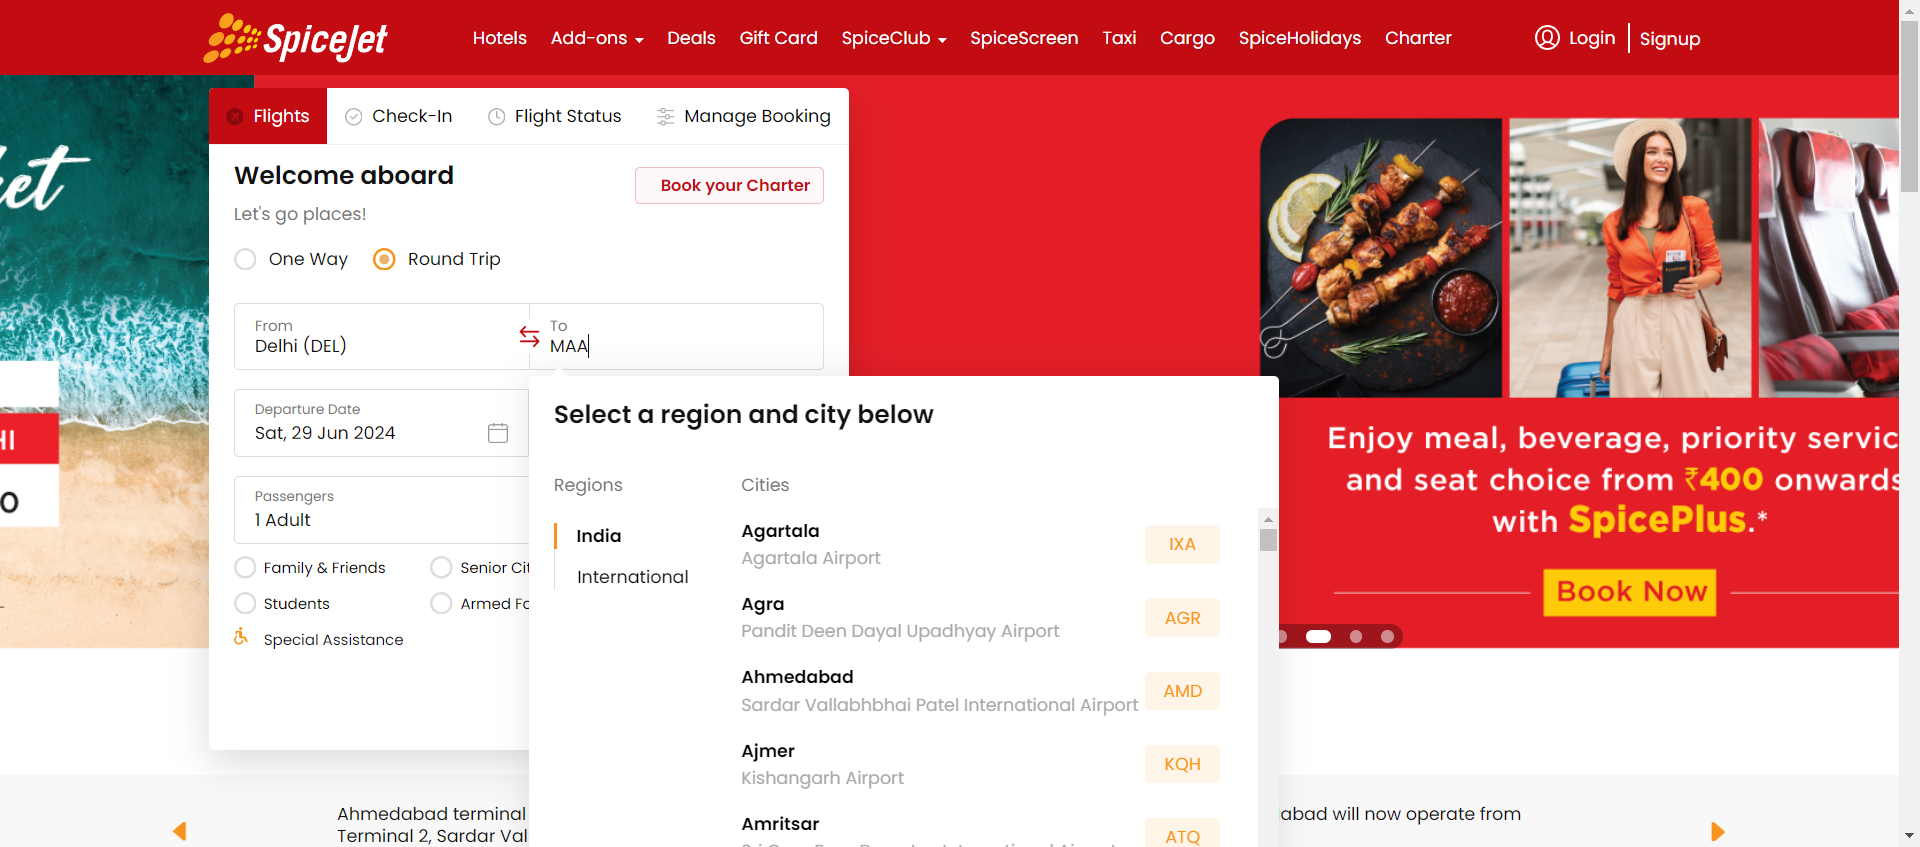 SpiceJet
Hotels
Add-ons
Deals
Gift Card
SpiceClub
SpiceScreen
Taxi
Cargo
SpiceHolidays
Charter
Login
Signup
Flights
Check-In
Flight Status
Manage Booking
Welcome aboard
Book your Charter
Let's go places!
One Way
Round Trip
From
Delhi (DEL)
To
MAA
Departure Date
Sat, 29 Jun 2024
Passengers
1 Adult
Family & Friends
Senior Cit
Students
Armed Fo
Special Assistance
Select a region and city below
Regions
Cities
India
International
Agartala
Agartala Airport
IXA
Agra
Pandit Deen Dayal Upadhyay Airport
AGR
Ahmedabad
Sardar Vallabhbhai Patel International Airport
AMD
Ajmer
Kishangarh Airport
KQH
Amritsar
ATQ
Enjoy meal, beverage, priority servic
and seat choice from ₹400 onwards
with SpicePlus.*
Book Now
Ahmedabad terminal
Terminal 2, Sardar Val
abad will now operate from